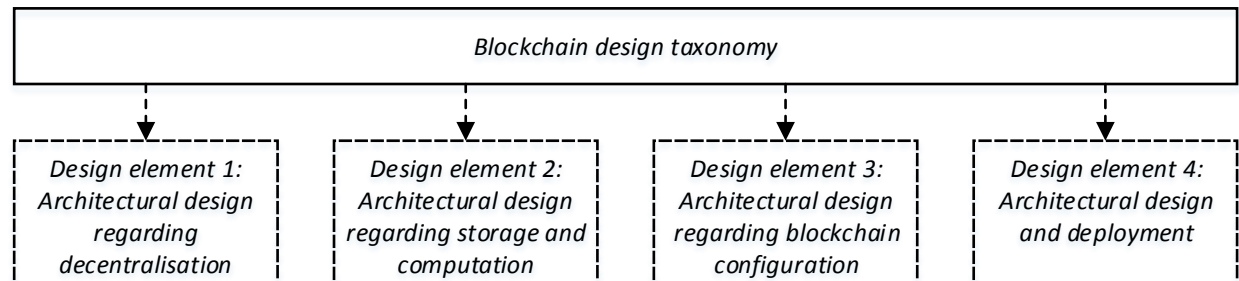 Blockchain design taxonomy
Design element 1:
Architectural design
regarding
decentralisation
Design element 2:
Architectural design
regarding storage and
computation
Design element 3:
Architectural design
regarding blockchain
configuration
Design element 4:
Architectural design
and deployment